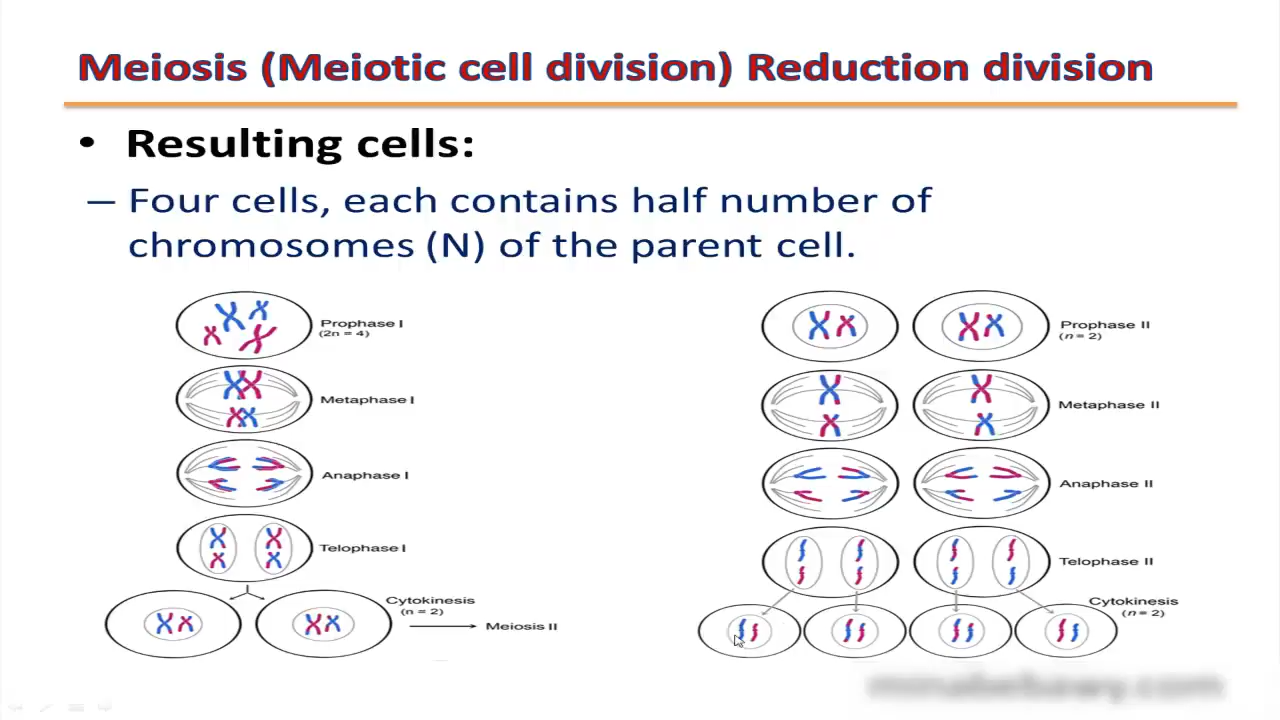 Meiosis (Meiotic cell division) Reduction division
• Resulting cells:
– Four cells, each contains half number of
chromosomes (N) of the parent cell.
Prophase I
(2n = 4)
Metaphase I
Anaphase I
Telophase I
Cytokinesis
(n = 2)
Meiosis II
Prophase II
(n = 2)
Metaphase II
Anaphase II
Telophase II
Cytokinesis
(n = 2)